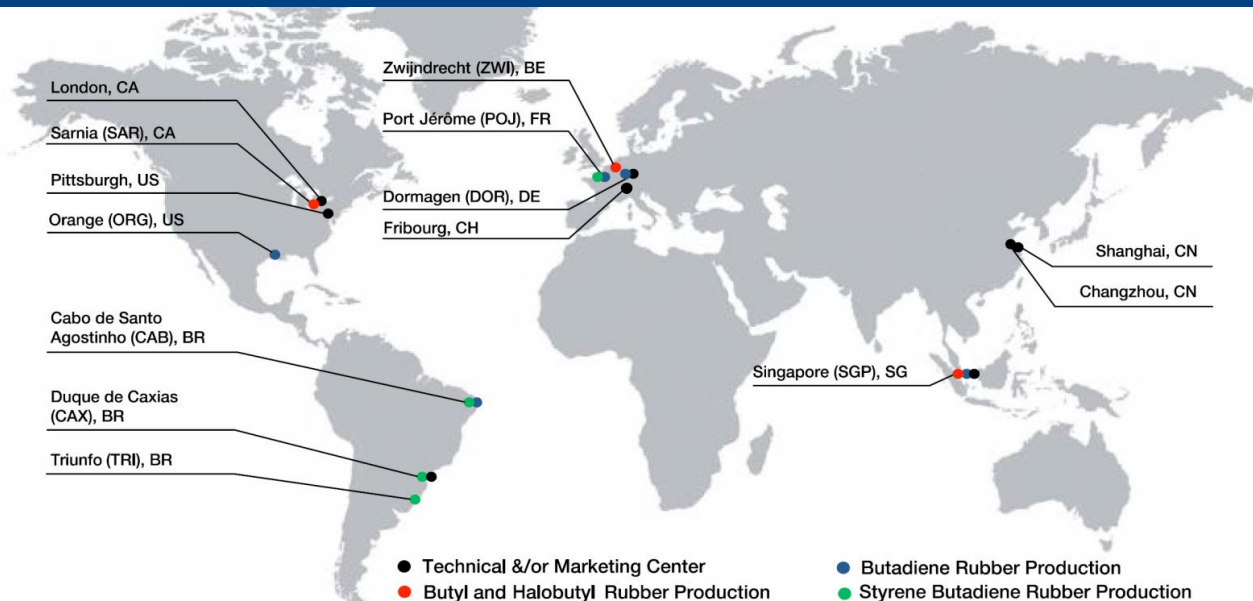 London, CA
Sarnia (SAR), CA
Pittsburgh, US
Orange (ORG), US
Cabo de Santo
Agostinho (CAB), BR
Duque de Caxias
(CAX), BR
Triunfo (TRI), BR
Zwijndrecht (ZWI), BE
Port Jérôme (POJ), FR
Dormagen (DOR), DE
Fribourg, CH
Shanghai, CN
Changzhou, CN
Singapore (SGP), SG
Technical &/or Marketing Center
Butyl and Halobutyl Rubber Production
Butadiene Rubber Production
Styrene Butadiene Rubber Production